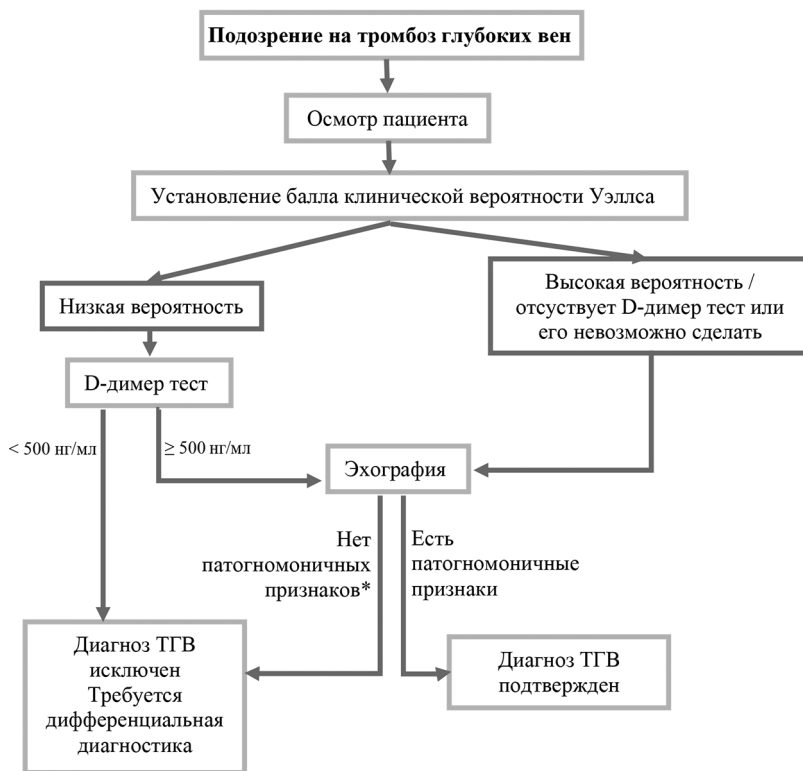 Подозрение на тромбоз глубоких вен
Осмотр пациента
Установление балла клинической вероятности Уэллса
Низкая вероятность
Высокая вероятность /
отсуствует D-димер тест или
его невозможно сделать
D-димер тест
< 500 нг/мл
≥ 500 нг/мл
Эхография
Нет
патогномоничных
признаков*
Есть
патогномоничные
признаки
Диагноз ТГВ
исключен
Требуется
дифференциальная
диагностика
Диагноз ТГВ
подтвержден